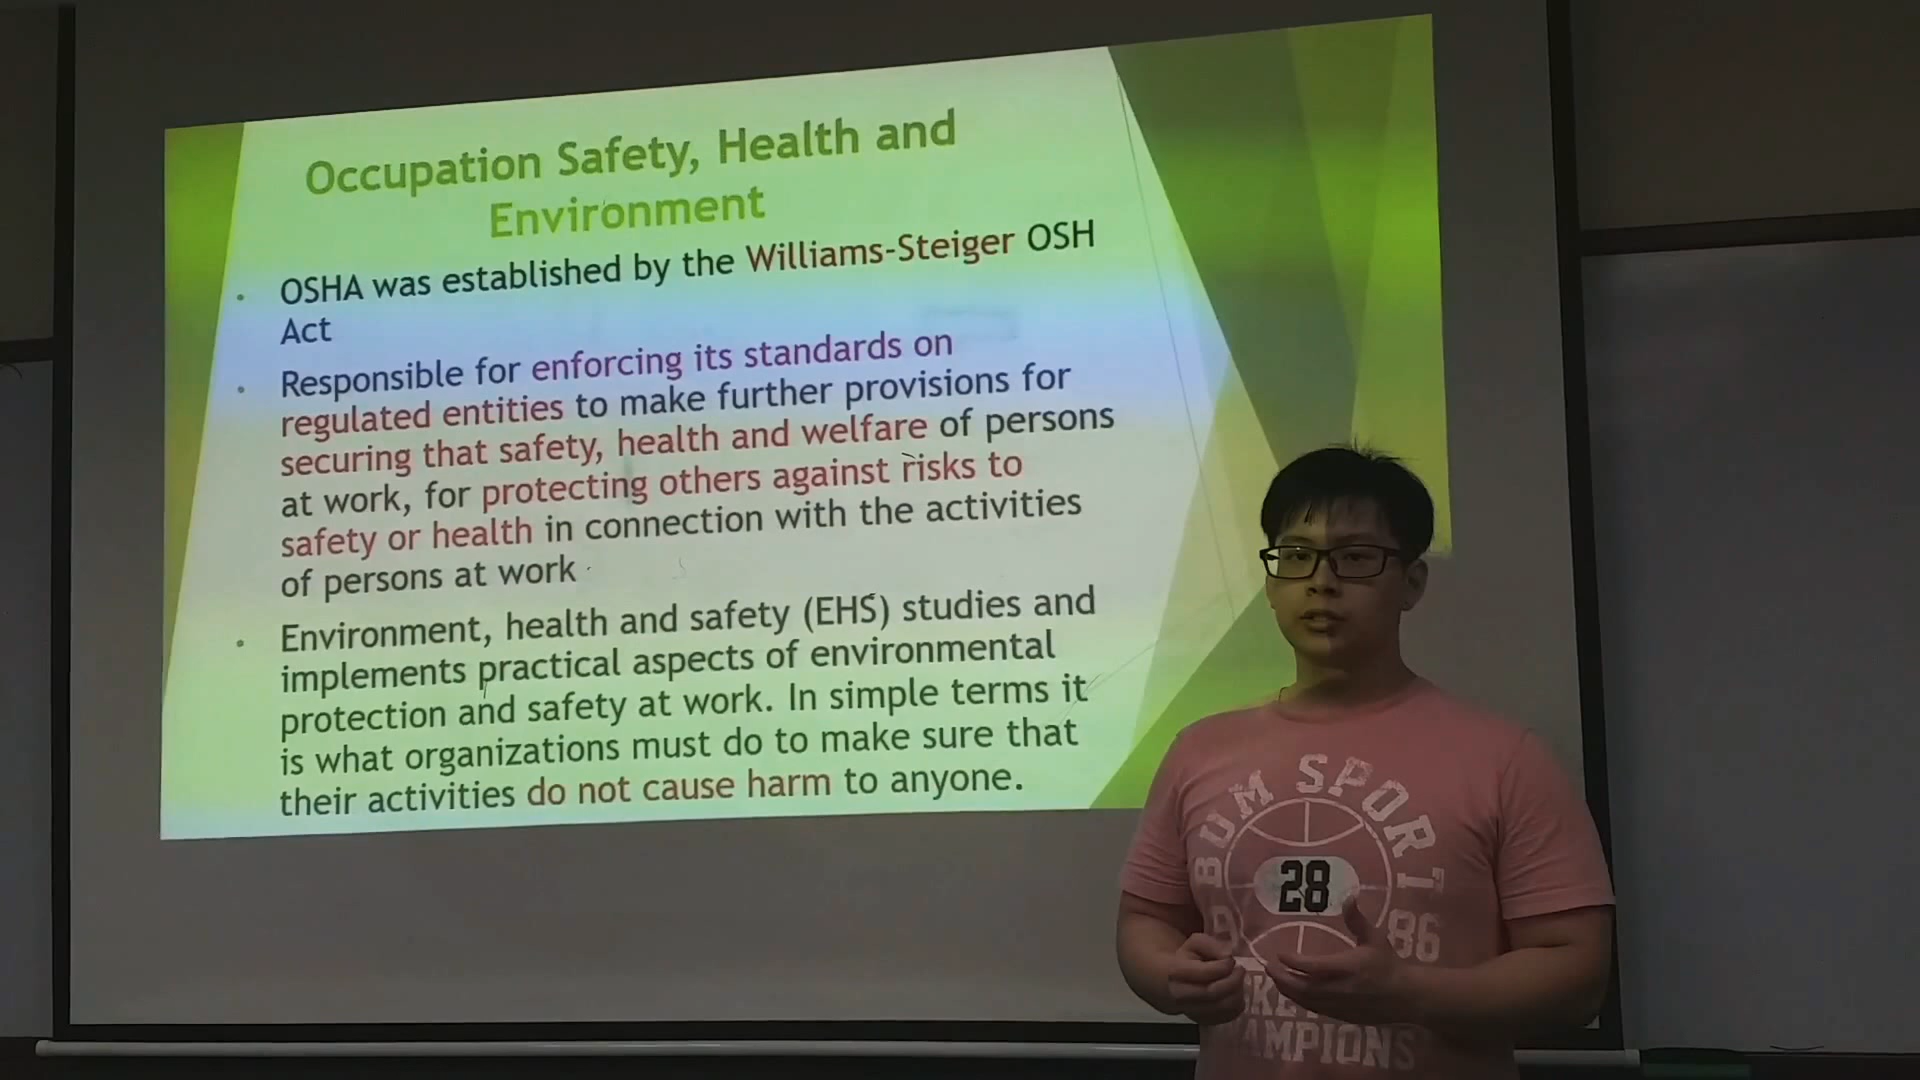 Occupation Safety, Health and
Environment
• OSHA was established by the Williams-Steiger OSH
Act
• Responsible for enforcing its standards on
regulated entities to make further provisions for
securing that safety, health and welfare of persons
at work, for protecting others against risks to
safety or health in connection with the activities
of persons at work
• Environment, health and safety (EHS) studies and
implements practical aspects of environmental
protection and safety at work. In simple terms it
is what organizations must do to make sure that
their activities do not cause harm to anyone.
BUM SPORT
28
86